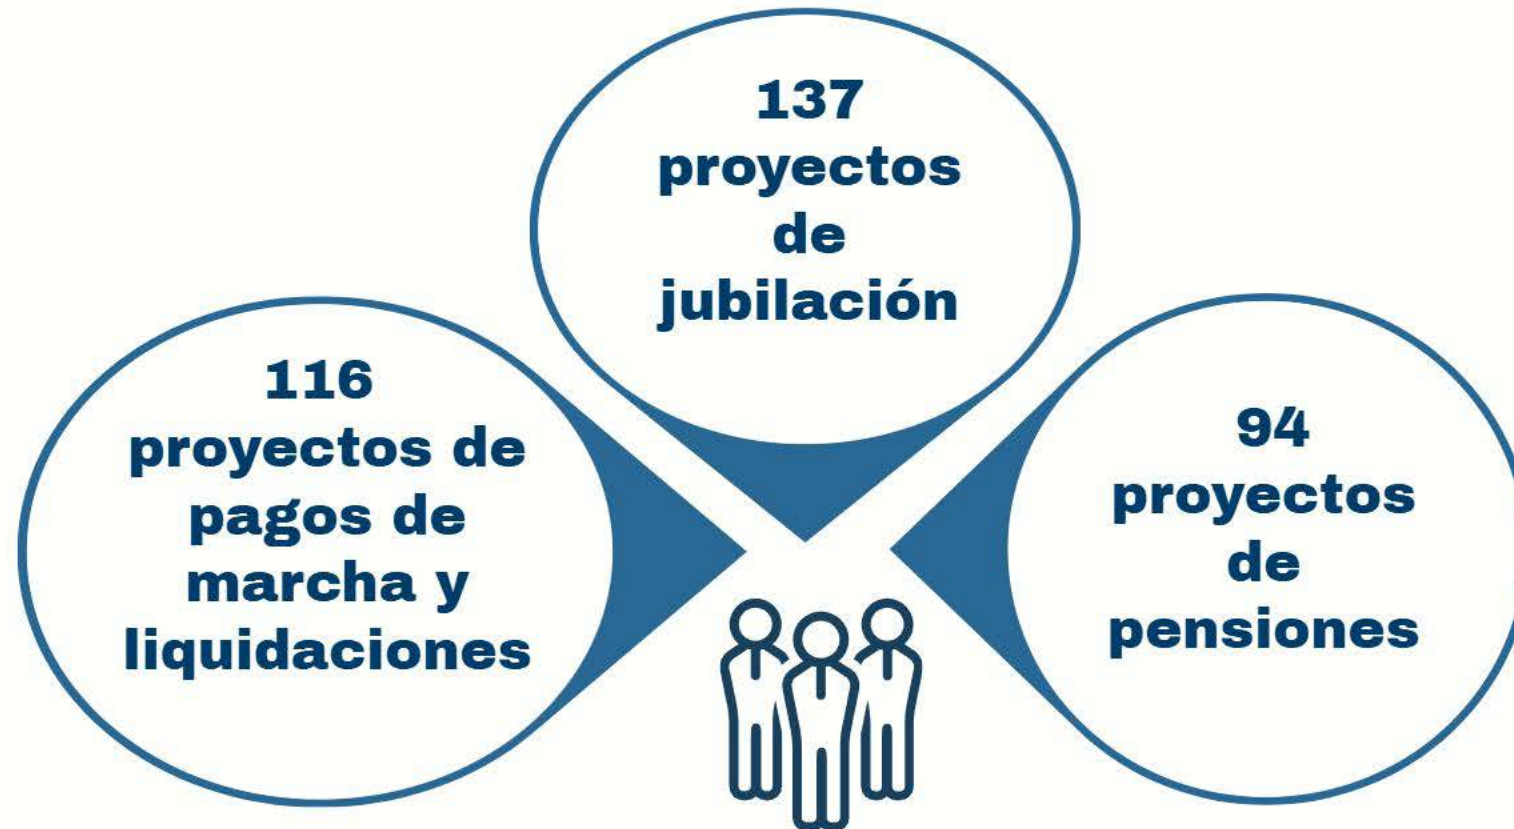 137
proyectos
de
jubilación
116
proyectos de
pagos de
marcha y
liquidaciones
94
proyectos
de
pensiones